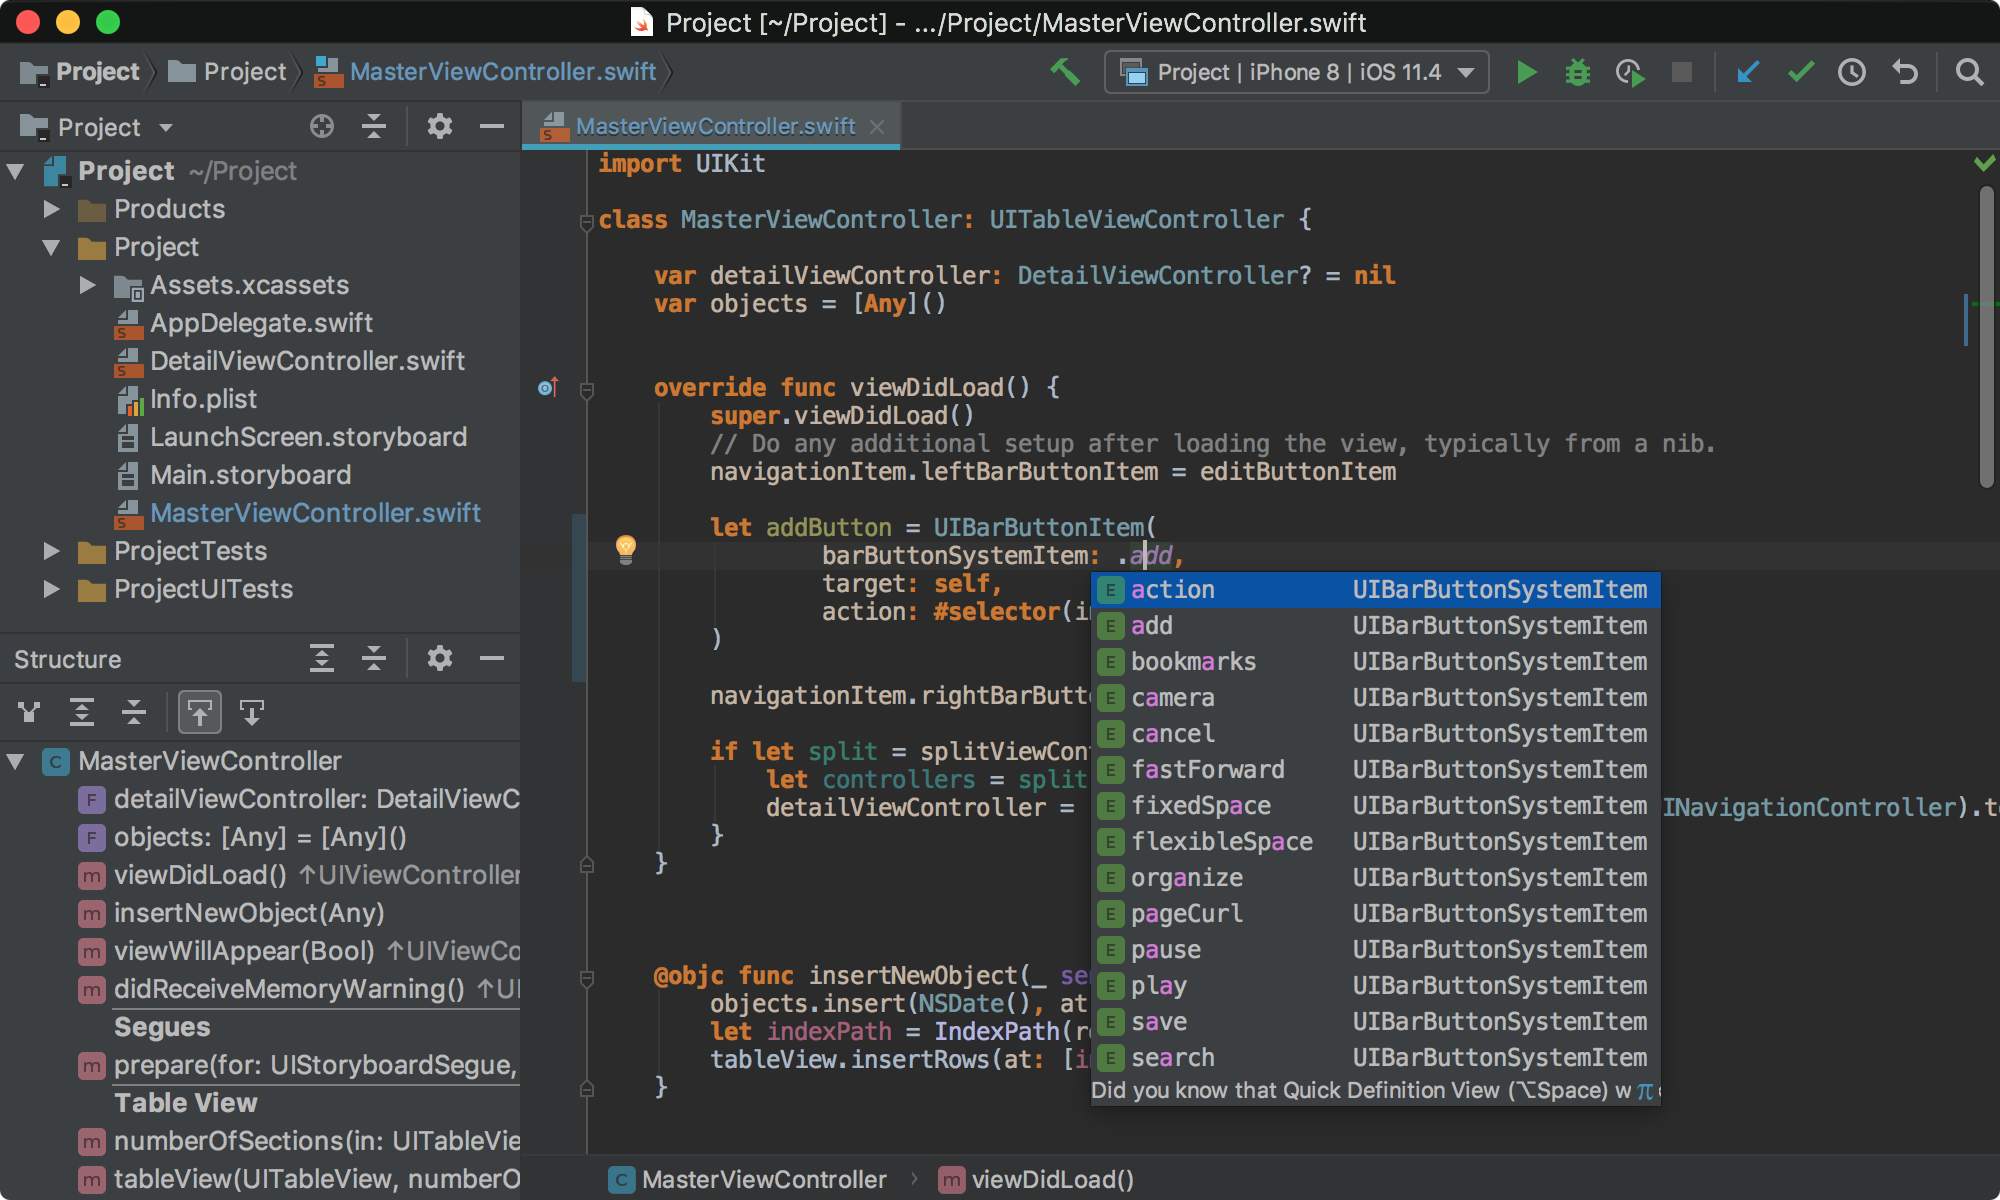 Project [~/Project] - .../Project/MasterViewController.swift
Project Project MasterViewController.swift
Project | iPhone 8 | iOS 11.4
Project
MasterViewController.swift
Project ~/Project
Products
Project
Assets.xcassets
AppDelegate.swift
DetailViewController.swift
Info.plist
LaunchScreen.storyboard
Main.storyboard
MasterViewController.swift
ProjectTests
ProjectUITests
Structure
C MasterViewController
F detailViewController: DetailViewC
F objects: [Any] = [Any]()
m viewDidLoad() ↑UIViewController
m insertNewObject(Any)
m viewWillAppear(Bool) ↑UIViewCo
m didReceiveMemoryWarning() ↑UI
Segues
m prepare(for: UIStoryboardSegue,
Table View
m numberOfSections(in: UITableVie
m tableView(UITableView, numberO
import UIKit
class MasterViewController: UITableViewController {
var detailViewController: DetailViewController? = nil
var objects = [Any]()
override func viewDidLoad() {
super.viewDidLoad()
// Do any additional setup after loading the view, typically from a nib.
navigationItem.leftBarButtonItem = editButtonItem
let addButton = UIBarButtonItem(
barButtonSystemItem: .add,
target: self,
action: #selector(i
)
navigationItem.rightBarButt
if let split = splitViewCon
let controllers = split
detailViewController = INavigationController).t
}
}
@objc func insertNewObject(_ se
objects.insert(NSDate(), at
let indexPath = IndexPath(r
tableView.insertRows(at: [i
}
E action UIBarButtonSystemItem
E add UIBarButtonSystemItem
E bookmarks UIBarButtonSystemItem
E camera UIBarButtonSystemItem
E cancel UIBarButtonSystemItem
E fastForward UIBarButtonSystemItem
E fixedSpace UIBarButtonSystemItem
E flexibleSpace UIBarButtonSystemItem
E organize UIBarButtonSystemItem
E pageCurl UIBarButtonSystemItem
E pause UIBarButtonSystemItem
E play UIBarButtonSystemItem
E save UIBarButtonSystemItem
E search UIBarButtonSystemItem
Did you know that Quick Definition View (⌥Space) w π
C MasterViewController m viewDidLoad()